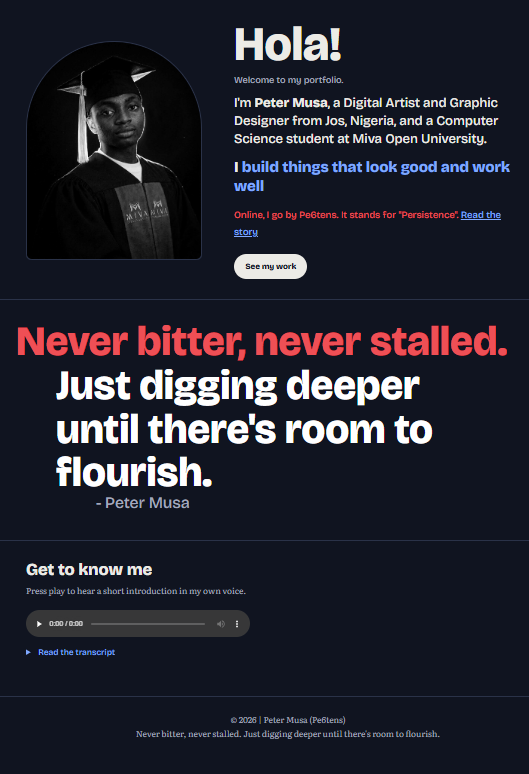 Hola!
Welcome to my portfolio.
I'm Peter Musa, a Digital Artist and Graphic
Designer from Jos, Nigeria, and a Computer
Science student at Miva Open University.
I build things that look good and work
well
Online, I go by Pe6tens. It stands for "Persistence". Read the
story
See my work
MIVA MIVA
Never bitter, never stalled.
Just digging deeper
until there's room to
flourish.
- Peter Musa
Get to know me
Press play to hear a short introduction in my own voice.
0:00 / 0:00
Read the transcript
© 2026 | Peter Musa (Pe6tens)
Never bitter, never stalled. Just digging deeper until there's room to flourish.